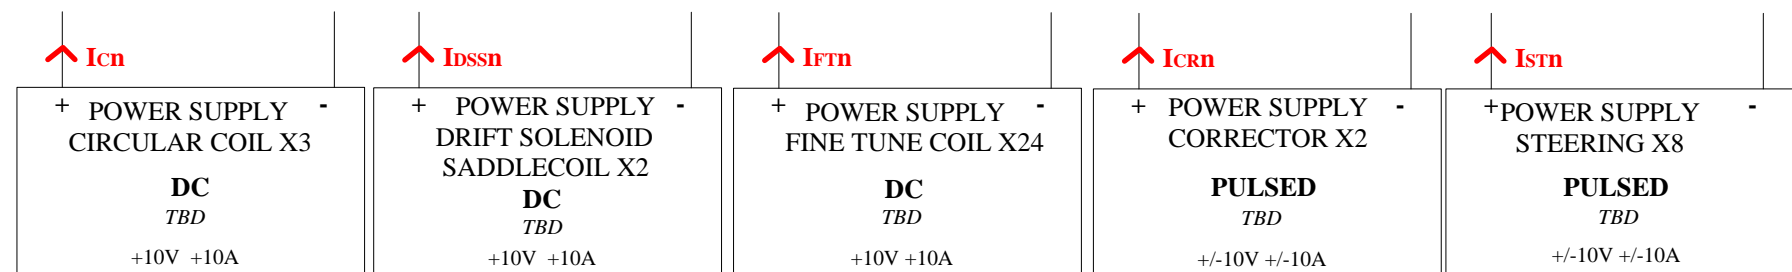 Icn
+ POWER SUPPLY -
CIRCULAR COIL X3
DC
TBD
+10V +10A
IDSSn
+ POWER SUPPLY -
DRIFT SOLENOID
SADDLECOIL X2
DC
TBD
+10V +10A
IFTn
+ POWER SUPPLY -
FINE TUNE COIL X24
DC
TBD
+10V +10A
ICRn
+ POWER SUPPLY -
CORRECTOR X2
PULSED
TBD
+/-10V +/-10A
ISTn
+POWER SUPPLY -
STEERING X8
PULSED
TBD
+/-10V +/-10A